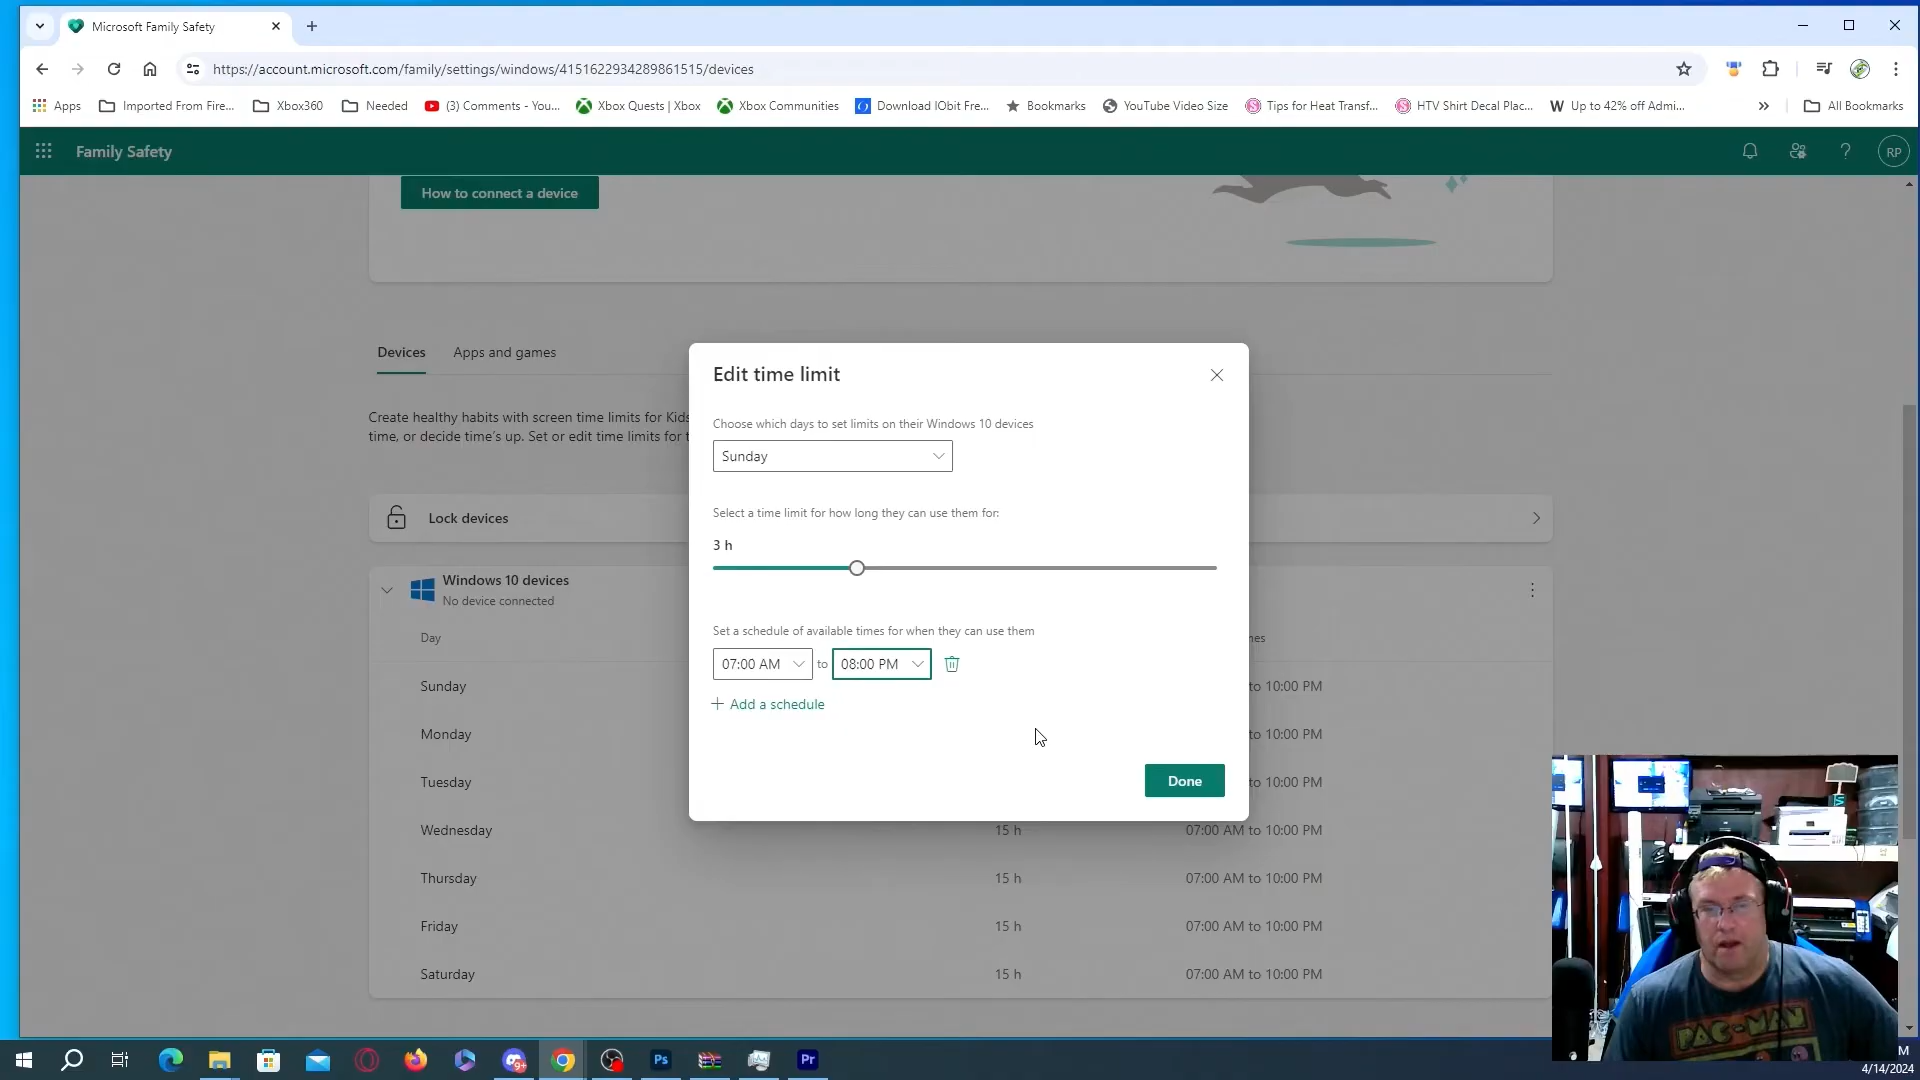 Microsoft Family Safety
https://account.microsoft.com/family/settings/windows/4151622934289861515/devices
Apps
Imported From Fire...
Xbox360
Needed
(3) Comments - You...
Xbox Quests | Xbox
Xbox Communities
Download IObit Fre...
Bookmarks
YouTube Video Size
Tips for Heat Transf...
HTV Shirt Decal Plac...
Up to 42% off Admi...
All Bookmarks
Family Safety
RP
How to connect a device
Devices
Apps and games
Create healthy habits with screen time limits for Kids
time, or decide time's up. Set or edit time limits for t
Lock devices
Windows 10 devices
No device connected
Day
Sunday
to 10:00 PM
Monday
to 10:00 PM
Tuesday
to 10:00 PM
Wednesday
15 h
07:00 AM to 10:00 PM
Thursday
15 h
07:00 AM to 10:00 PM
Friday
15 h
07:00 AM to 10:00 PM
Saturday
15 h
07:00 AM to 10:00 PM
Edit time limit
Choose which days to set limits on their Windows 10 devices
Sunday
Select a time limit for how long they can use them for:
3 h
Set a schedule of available times for when they can use them
07:00 AM to 08:00 PM
+ Add a schedule
Done
PAC-MAN
9+
Ps
Pr
M
4/14/2024